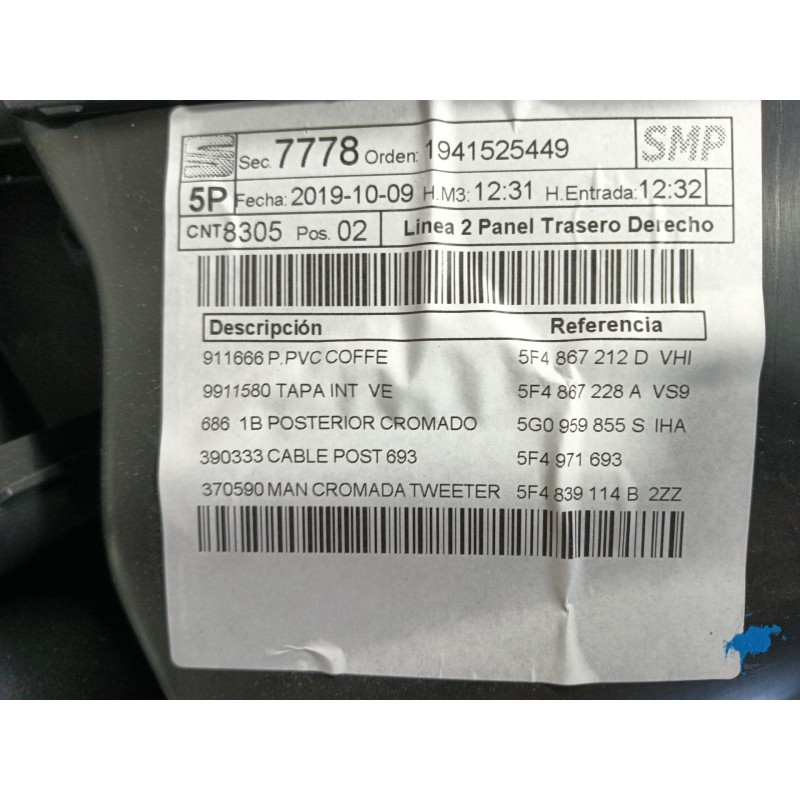 Sec. 7778 Orden: 1941525449 SMP
5P Fecha: 2019-10-09 H.M3: 12:31 H.Entrada: 12:32
CNT 8305 Pos. 02 Linea 2 Panel Trasero Derecho
Descripción Referencia
911666 P.PVC COFFE 5F4 867 212 D VHI
9911580 TAPA INT VE 5F4 867 228 A VS9
686 1B POSTERIOR CROMADO 5G0 959 855 S IHA
390333 CABLE POST 693 5F4 971 693
370590 MAN CROMADA TWEETER 5F4 839 114 B 2ZZ